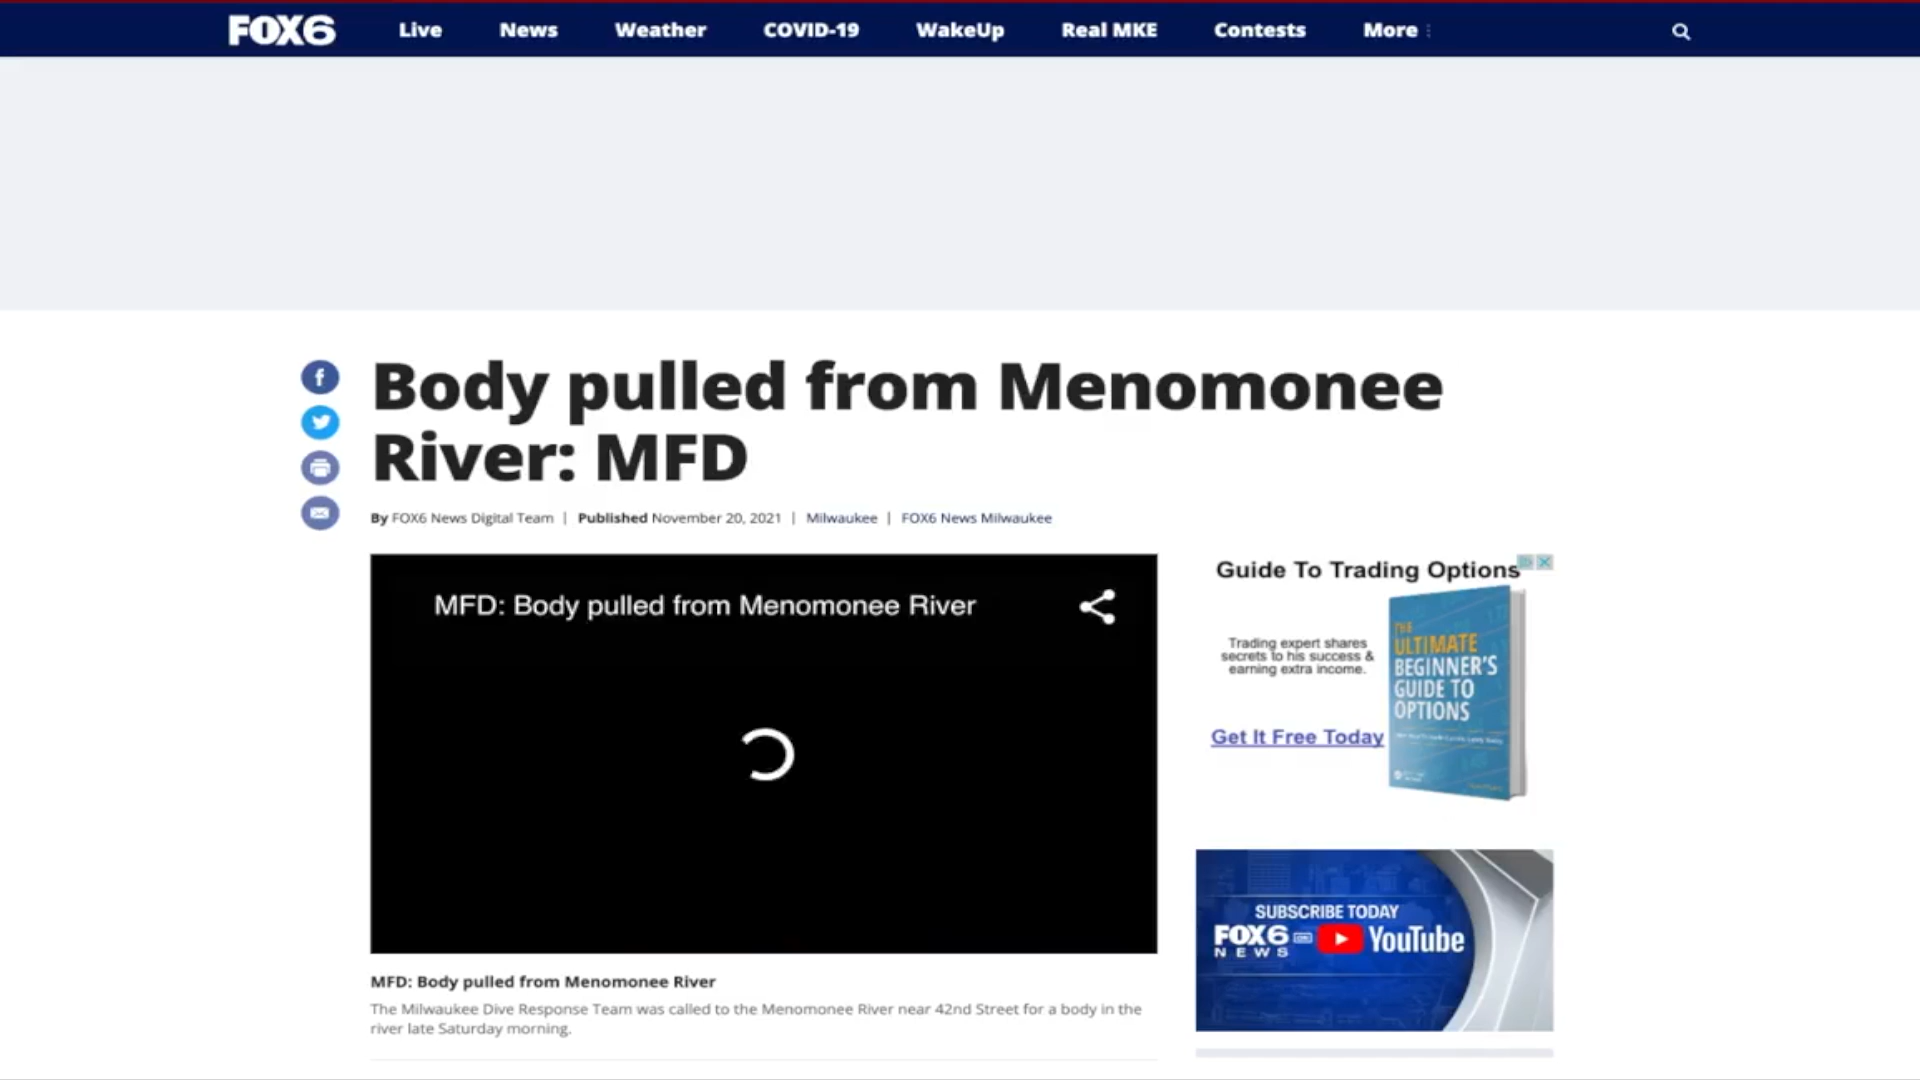 FOX6 Live News Weather COVID-19 WakeUp Real MKE Contests More
Body pulled from Menomonee
River: MFD
By FOX6 News Digital Team | Published November 20, 2021 | Milwaukee | FOX6 News Milwaukee
MFD: Body pulled from Menomonee River
MFD: Body pulled from Menomonee River
The Milwaukee Dive Response Team was called to the Menomonee River near 42nd Street for a body in the
river late Saturday morning.
Guide To Trading Options
Trading expert shares
secrets to his success &
earning extra income.
Get It Free Today
THE
ULTIMATE
BEGINNER'S
GUIDE TO
OPTIONS
SUBSCRIBE TODAY
FOX6 ON YouTube
NEWS